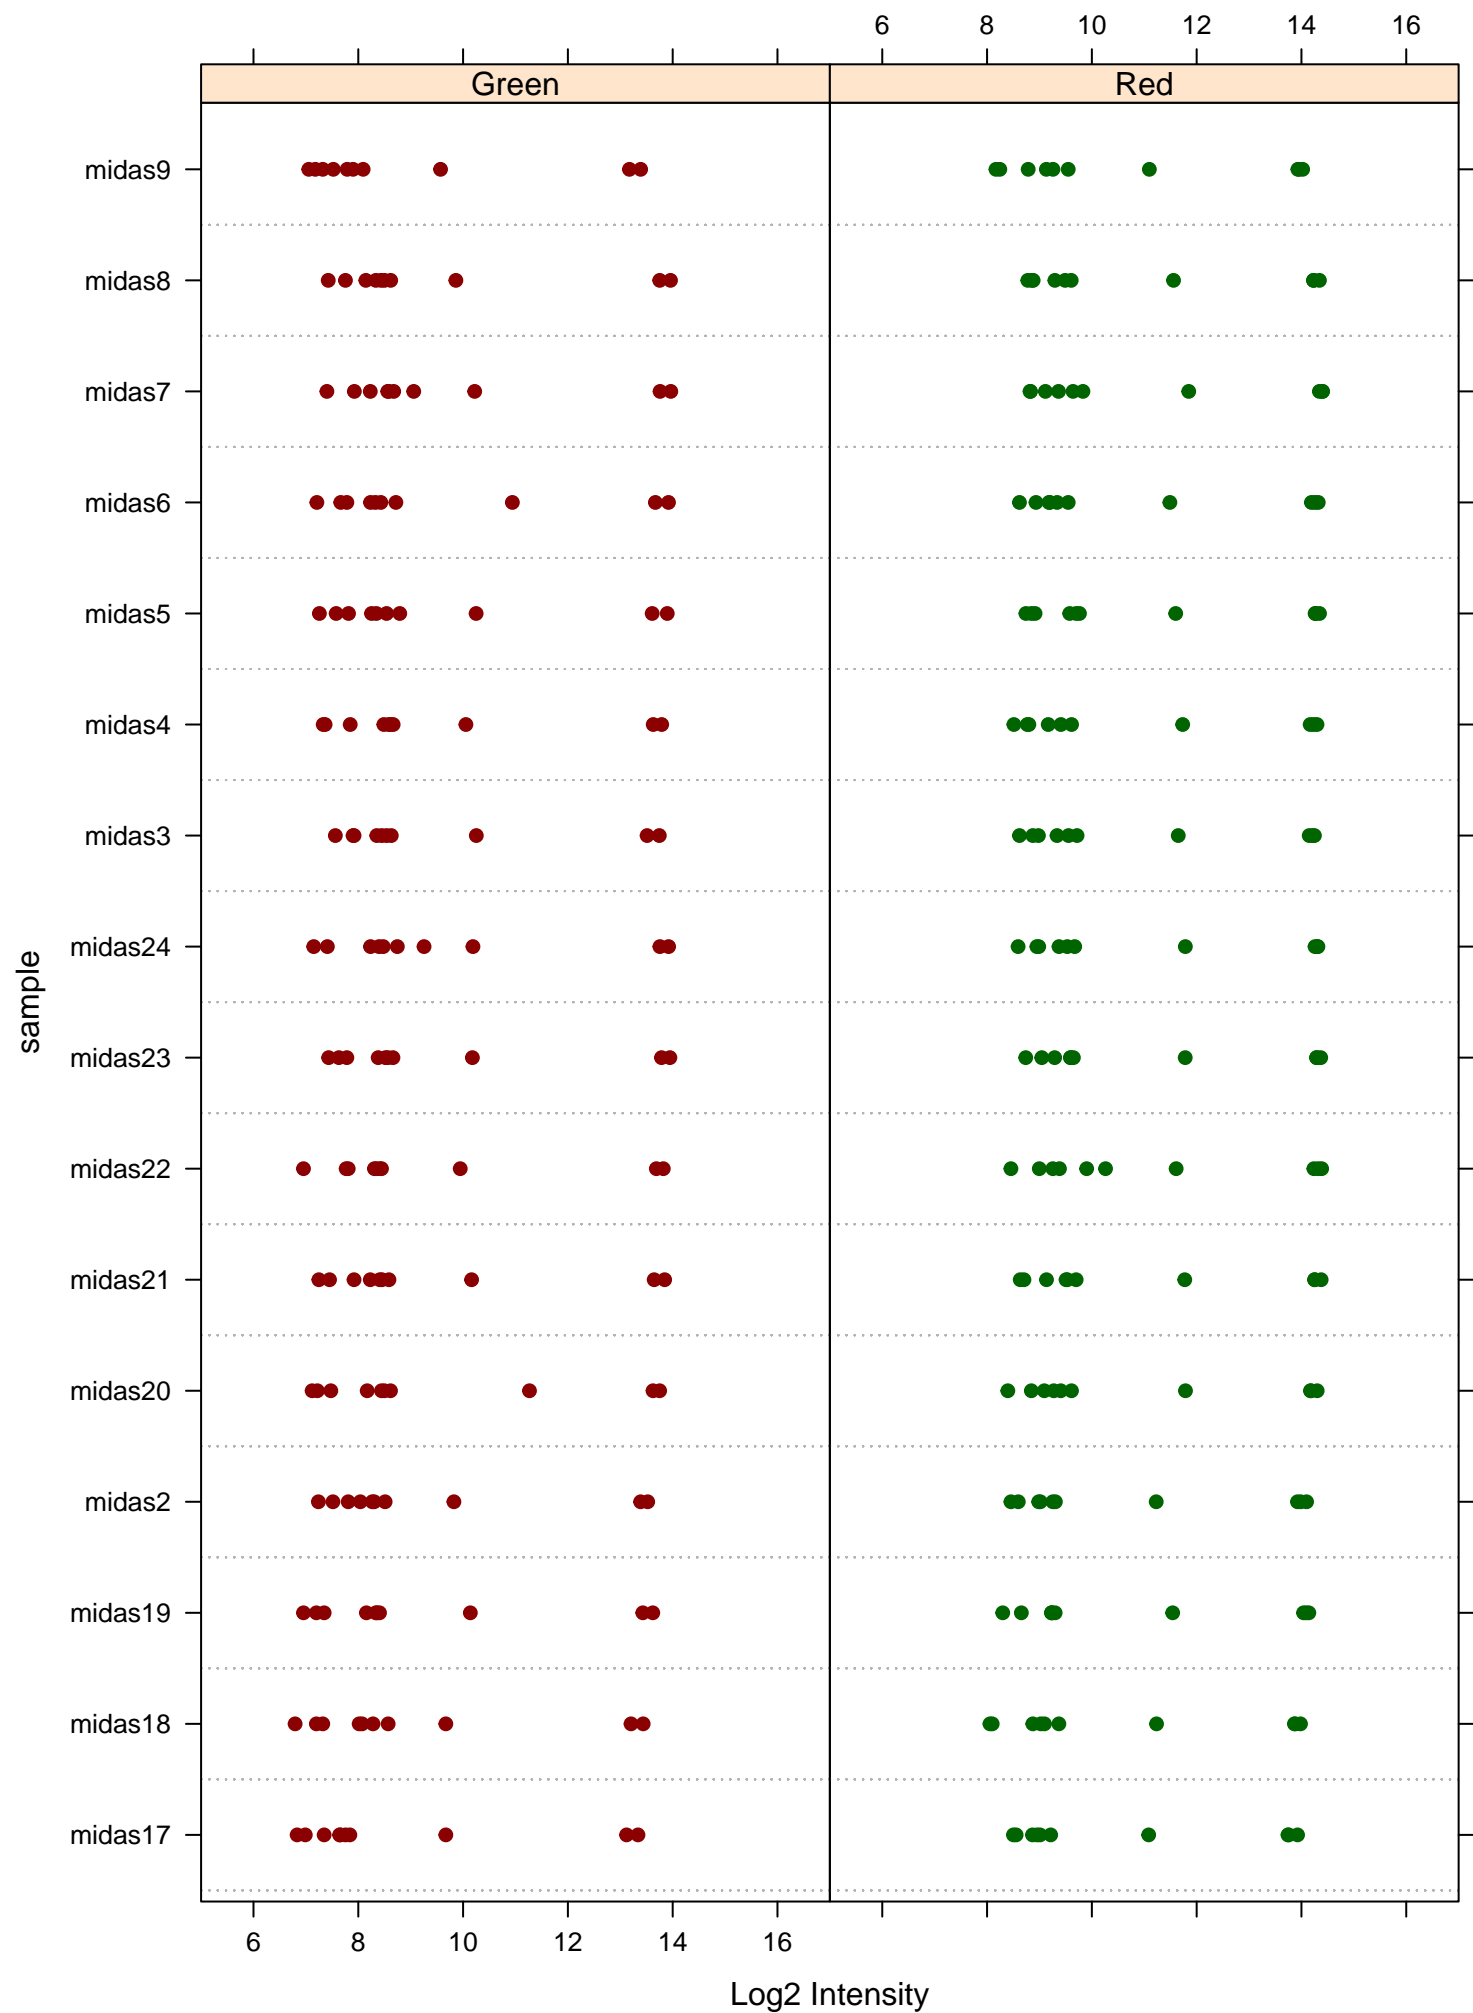 6 8 10 12 14 16
Green Red
midas9
midas8
midas7
midas6
midas5
midas4
midas3
midas24
midas23
midas22
midas21
midas20
midas2
midas19
midas18
midas17
sample
6 8 10 12 14 16
Log2 Intensity